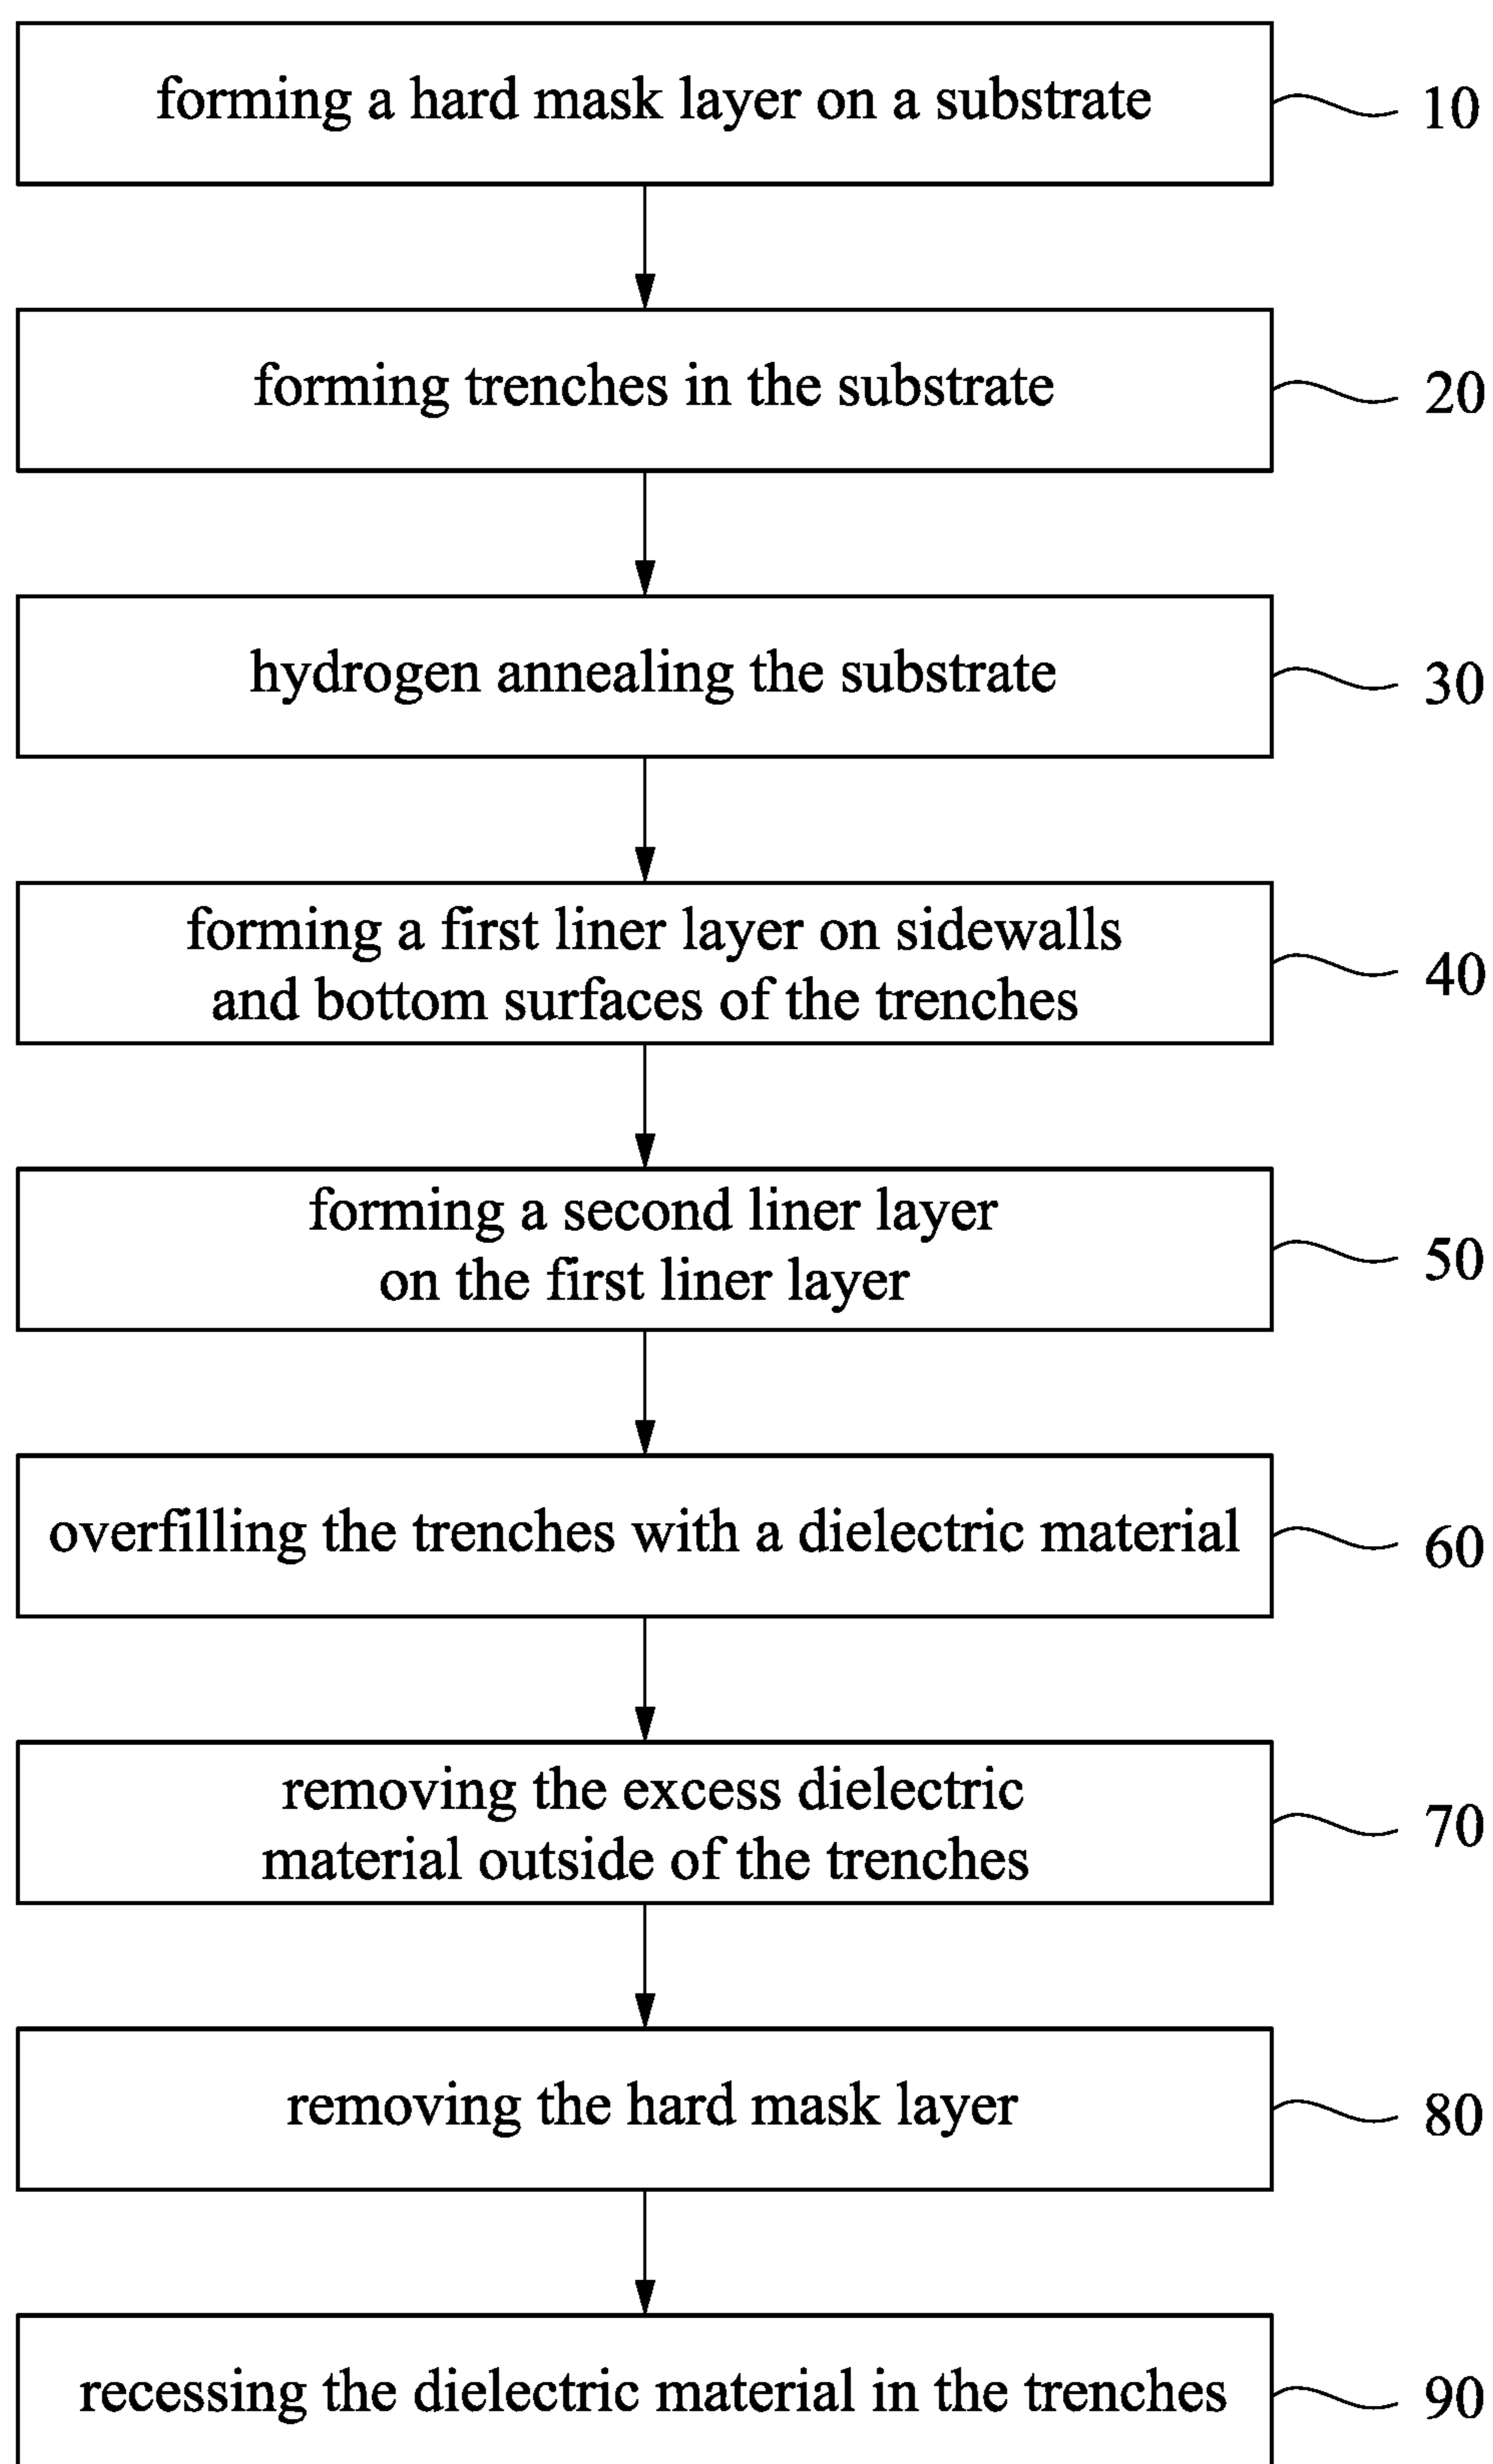 forming a hard mask layer on a substrate
10
forming trenches in the substrate
20
hydrogen annealing the substrate
30
forming a first liner layer on sidewalls
and bottom surfaces of the trenches
40
forming a second liner layer
on the first liner layer
50
overfilling the trenches with a dielectric material
60
removing the excess dielectric
material outside of the trenches
70
removing the hard mask layer
80
recessing the dielectric material in the trenches
90